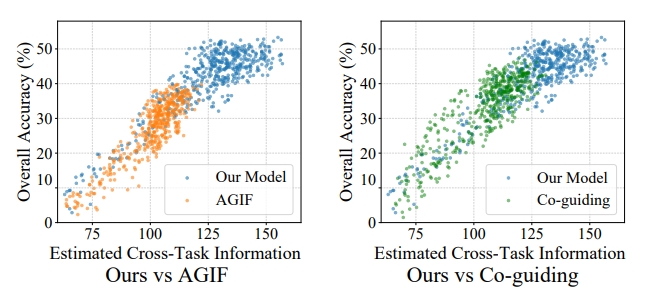 Overall Accuracy (%)
50
40
30
20
10
0
75
100
125
150
Our Model
AGIF
Estimated Cross-Task Information
Ours vs AGIF
Overall Accuracy (%)
50
40
30
20
10
0
75
100
125
150
Our Model
Co-guiding
Estimated Cross-Task Information
Ours vs Co-guiding